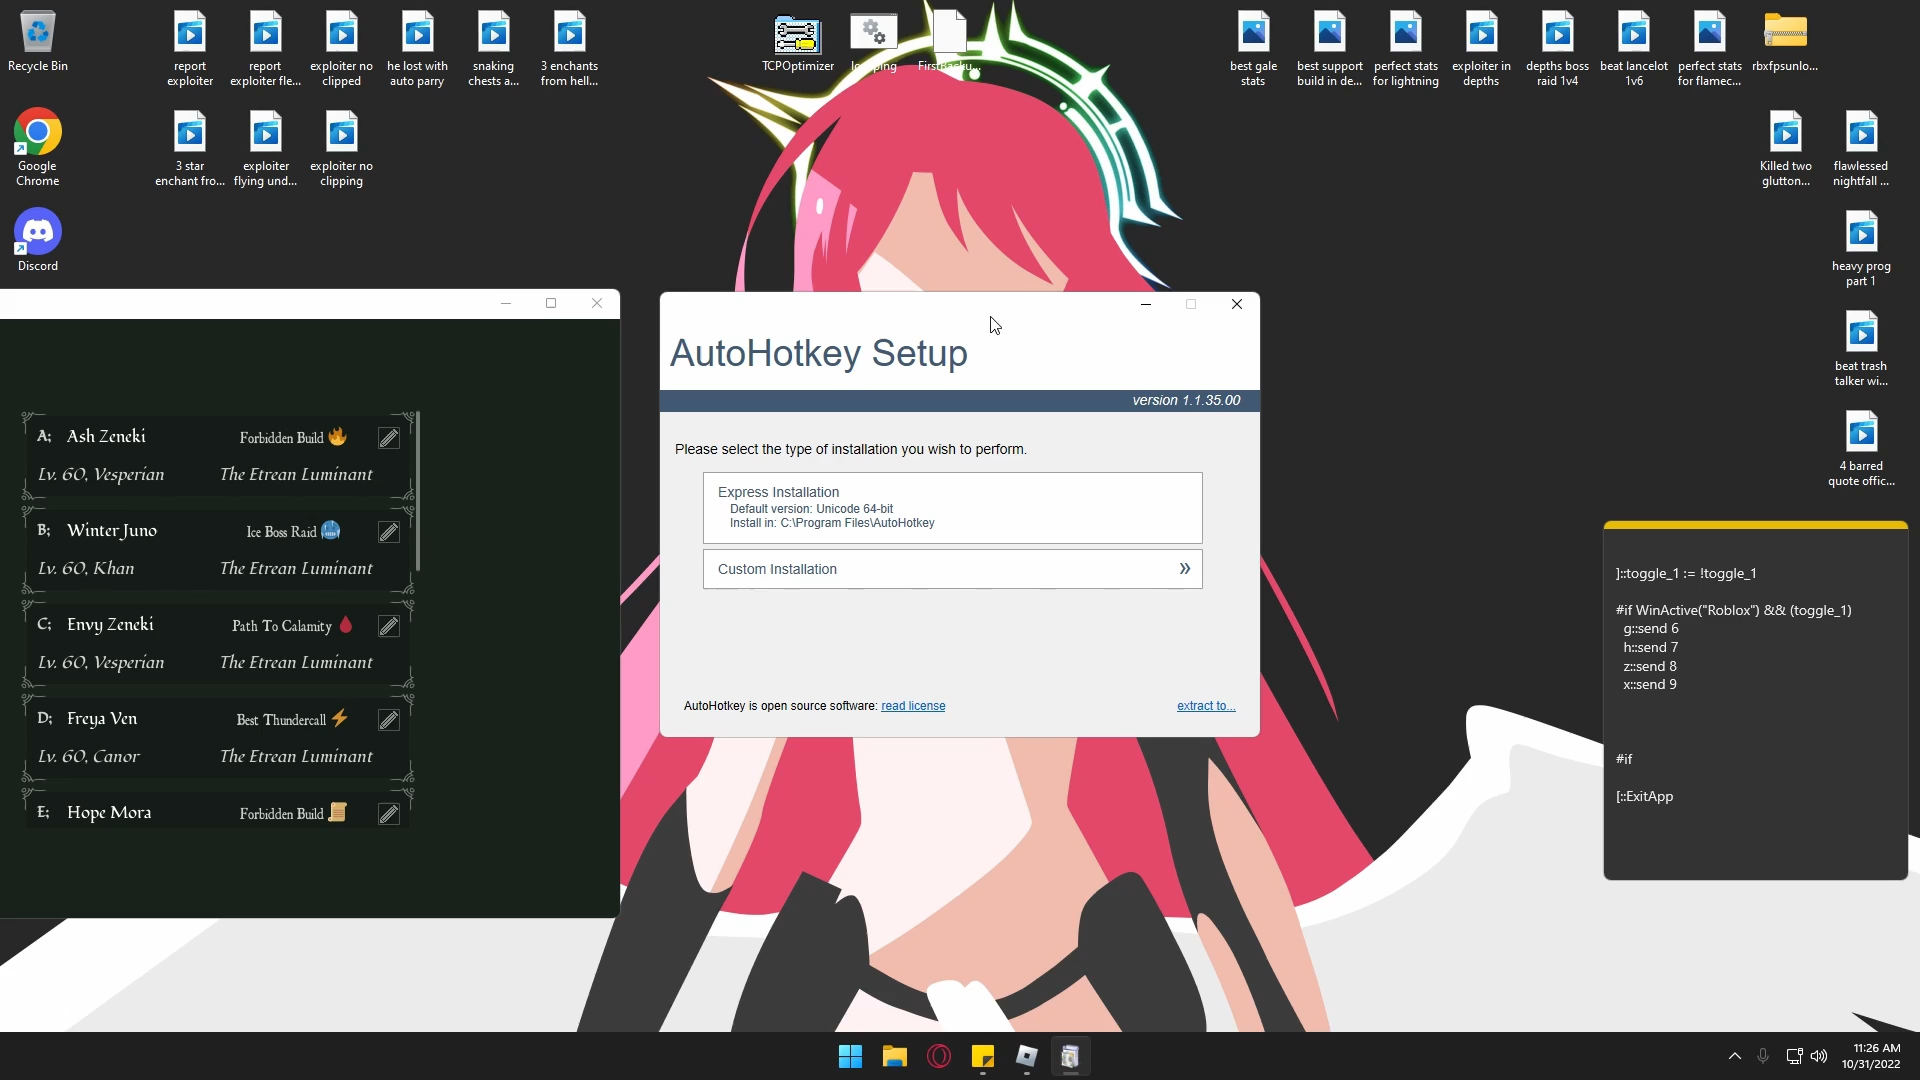 Recycle Bin
report
exploiter
report
exploiter fle...
exploiter no
clipped
he lost with
auto parry
snaking
chests a...
3 enchants
from hell...
TCPOptimizer
best gale
stats
best support
build in de...
perfect stats
for lightning
exploiter in
depths
depths boss
raid 1v4
beat lancelot
1v6
perfect stats
for flamec...
rbxfpsunlo...
Google
Chrome
3 star
enchant fro...
exploiter
flying und...
exploiter no
clipping
Killed two
glutton...
flawlessed
nightfall ...
Discord
heavy prog
part 1
beat trash
talker wi...
4 barred
quote offic...
A; Ash Zeneki Forbidden Build
Lv. 60, Vesperian The Etrean Luminant
B; Winter Juno Ice Boss Raid
Lv. 60, Khan The Etrean Luminant
C; Envy Zeneki Path To Calamity
Lv. 60, Vesperian The Etrean Luminant
D; Freya Ven Best Thundercall
Lv. 60, Canor The Etrean Luminant
E; Hope Mora Forbidden Build
AutoHotkey Setup
version 1.1.35.00
Please select the type of installation you wish to perform.
Express Installation
Default version: Unicode 64-bit
Install in: C:\Program Files\AutoHotkey
Custom Installation »
AutoHotkey is open source software: read license
extract to...
]::toggle_1 := !toggle_1
#if WinActive("Roblox") && (toggle_1)
g::send 6
h::send 7
z::send 8
x::send 9
#if
[::ExitApp
11:26 AM
10/31/2022